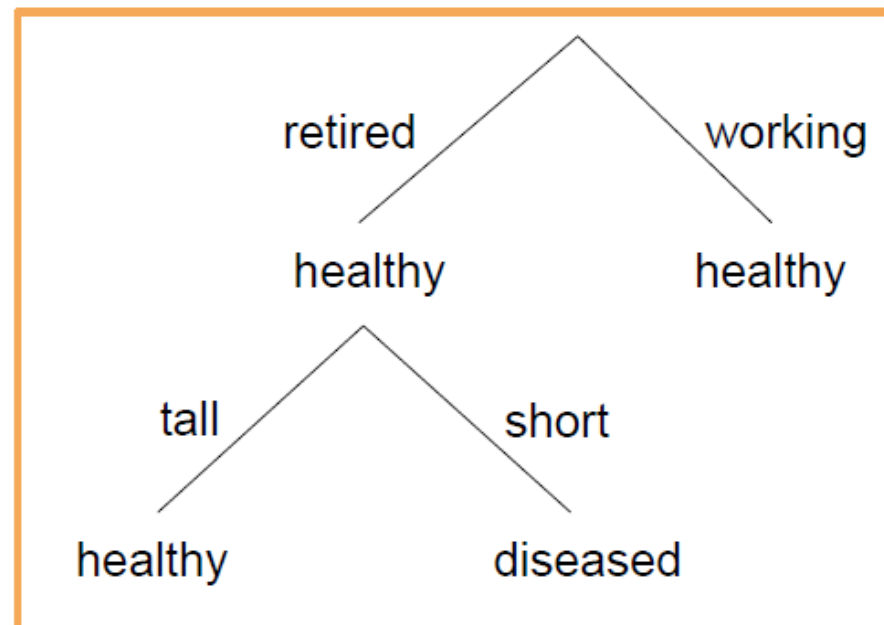 retired working
healthy healthy
tall short
healthy diseased